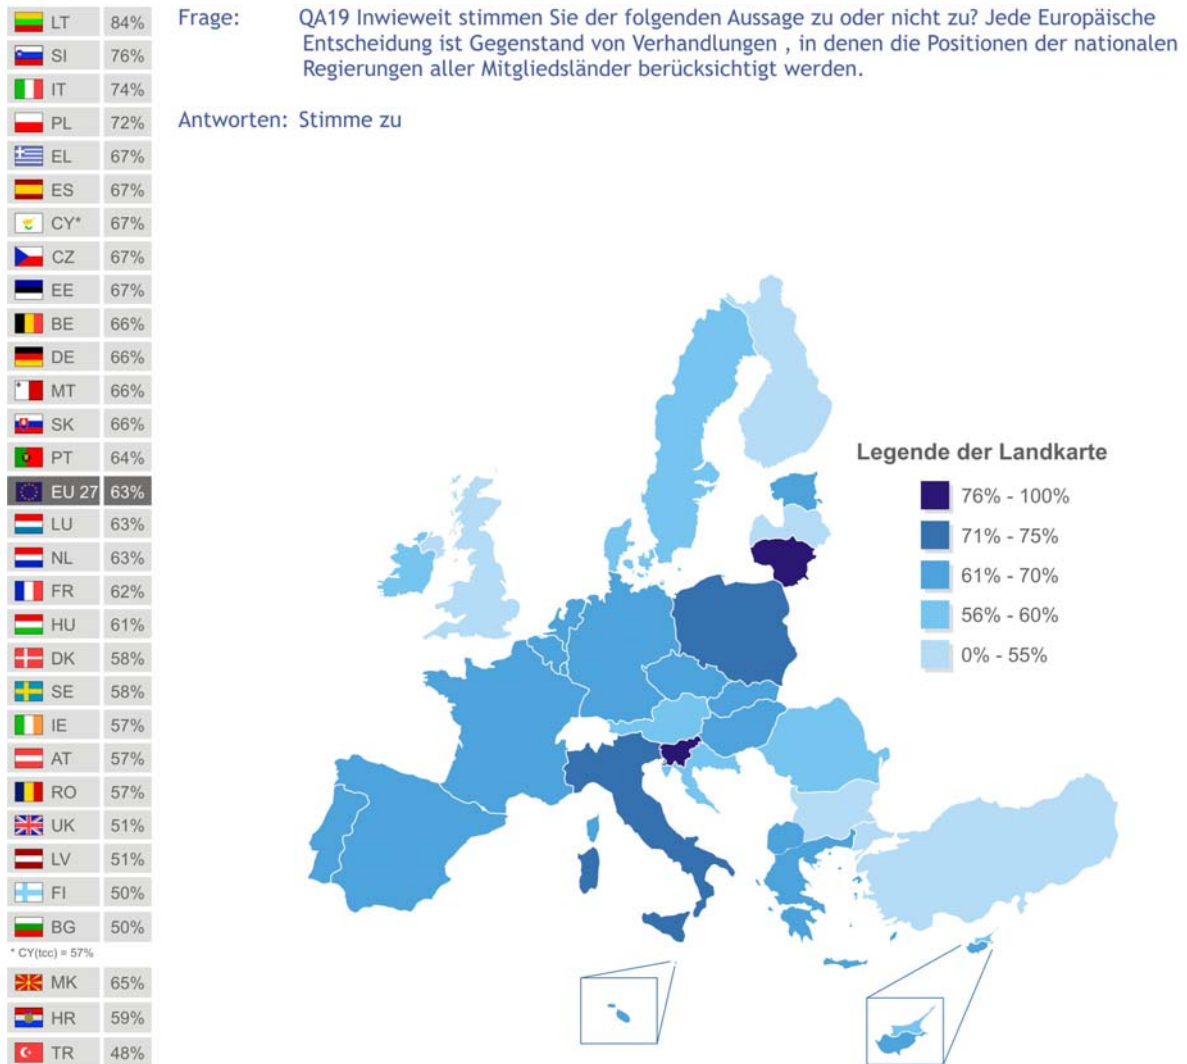 LT 84%
SI 76%
IT 74%
PL 72%
EL 67%
ES 67%
CY* 67%
CZ 67%
EE 67%
BE 66%
DE 66%
MT 66%
SK 66%
PT 64%
EU 27 63%
LU 63%
NL 63%
FR 62%
HU 61%
DK 58%
SE 58%
IE 57%
AT 57%
RO 57%
UK 51%
LV 51%
FI 50%
BG 50%
* CY(tcc) = 57%
MK 65%
HR 59%
TR 48%
Frage: QA19 Inwieweit stimmen Sie der folgenden Aussage zu oder nicht zu? Jede Europäische
Entscheidung ist Gegenstand von Verhandlungen , in denen die Positionen der nationalen
Regierungen aller Mitgliedsländer berücksichtigt werden.
Antworten: Stimme zu
Legende der Landkarte
76% - 100%
71% - 75%
61% - 70%
56% - 60%
0% - 55%